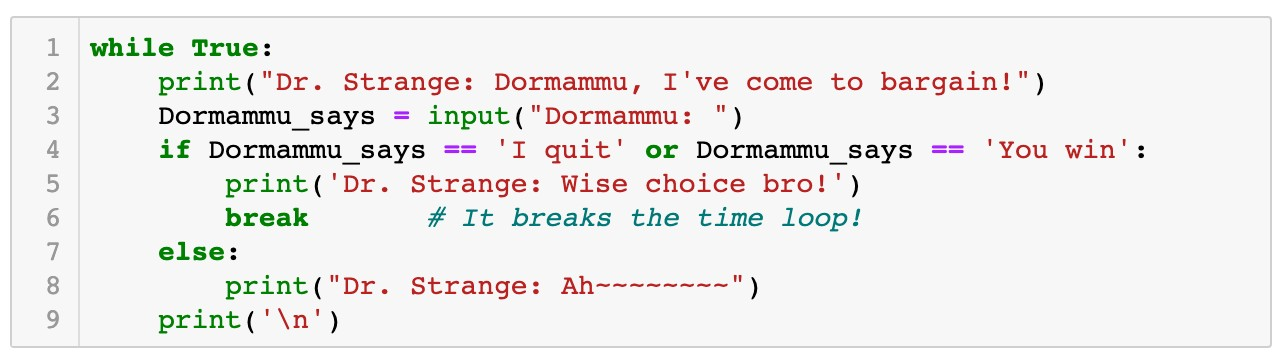 1 while True:
2     print("Dr. Strange: Dormammu, I've come to bargain!")
3     Dormammu_says = input("Dormammu: ")
4     if Dormammu_says == 'I quit' or Dormammu_says == 'You win':
5         print('Dr. Strange: Wise choice bro!')
6         break       # It breaks the time loop!
7     else:
8         print("Dr. Strange: Ah~~~~~~~~")
9     print('\n')